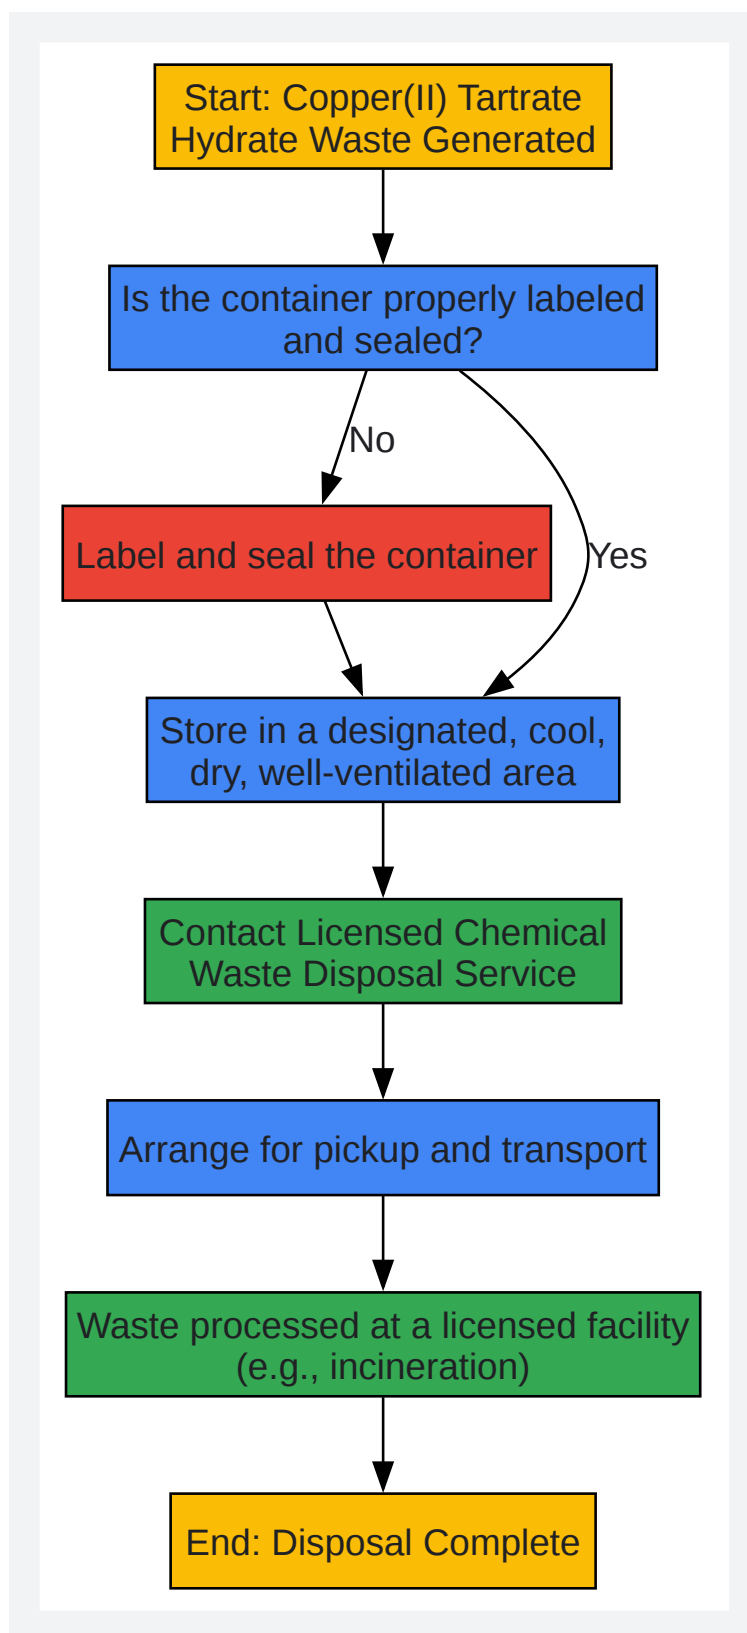 Start: Copper(II) Tartrate
Hydrate Waste Generated
Is the container properly labeled
and sealed?
No
Label and seal the container
Yes
Store in a designated, cool,
dry, well-ventilated area
Contact Licensed Chemical
Waste Disposal Service
Arrange for pickup and transport
Waste processed at a licensed facility
(e.g., incineration)
End: Disposal Complete